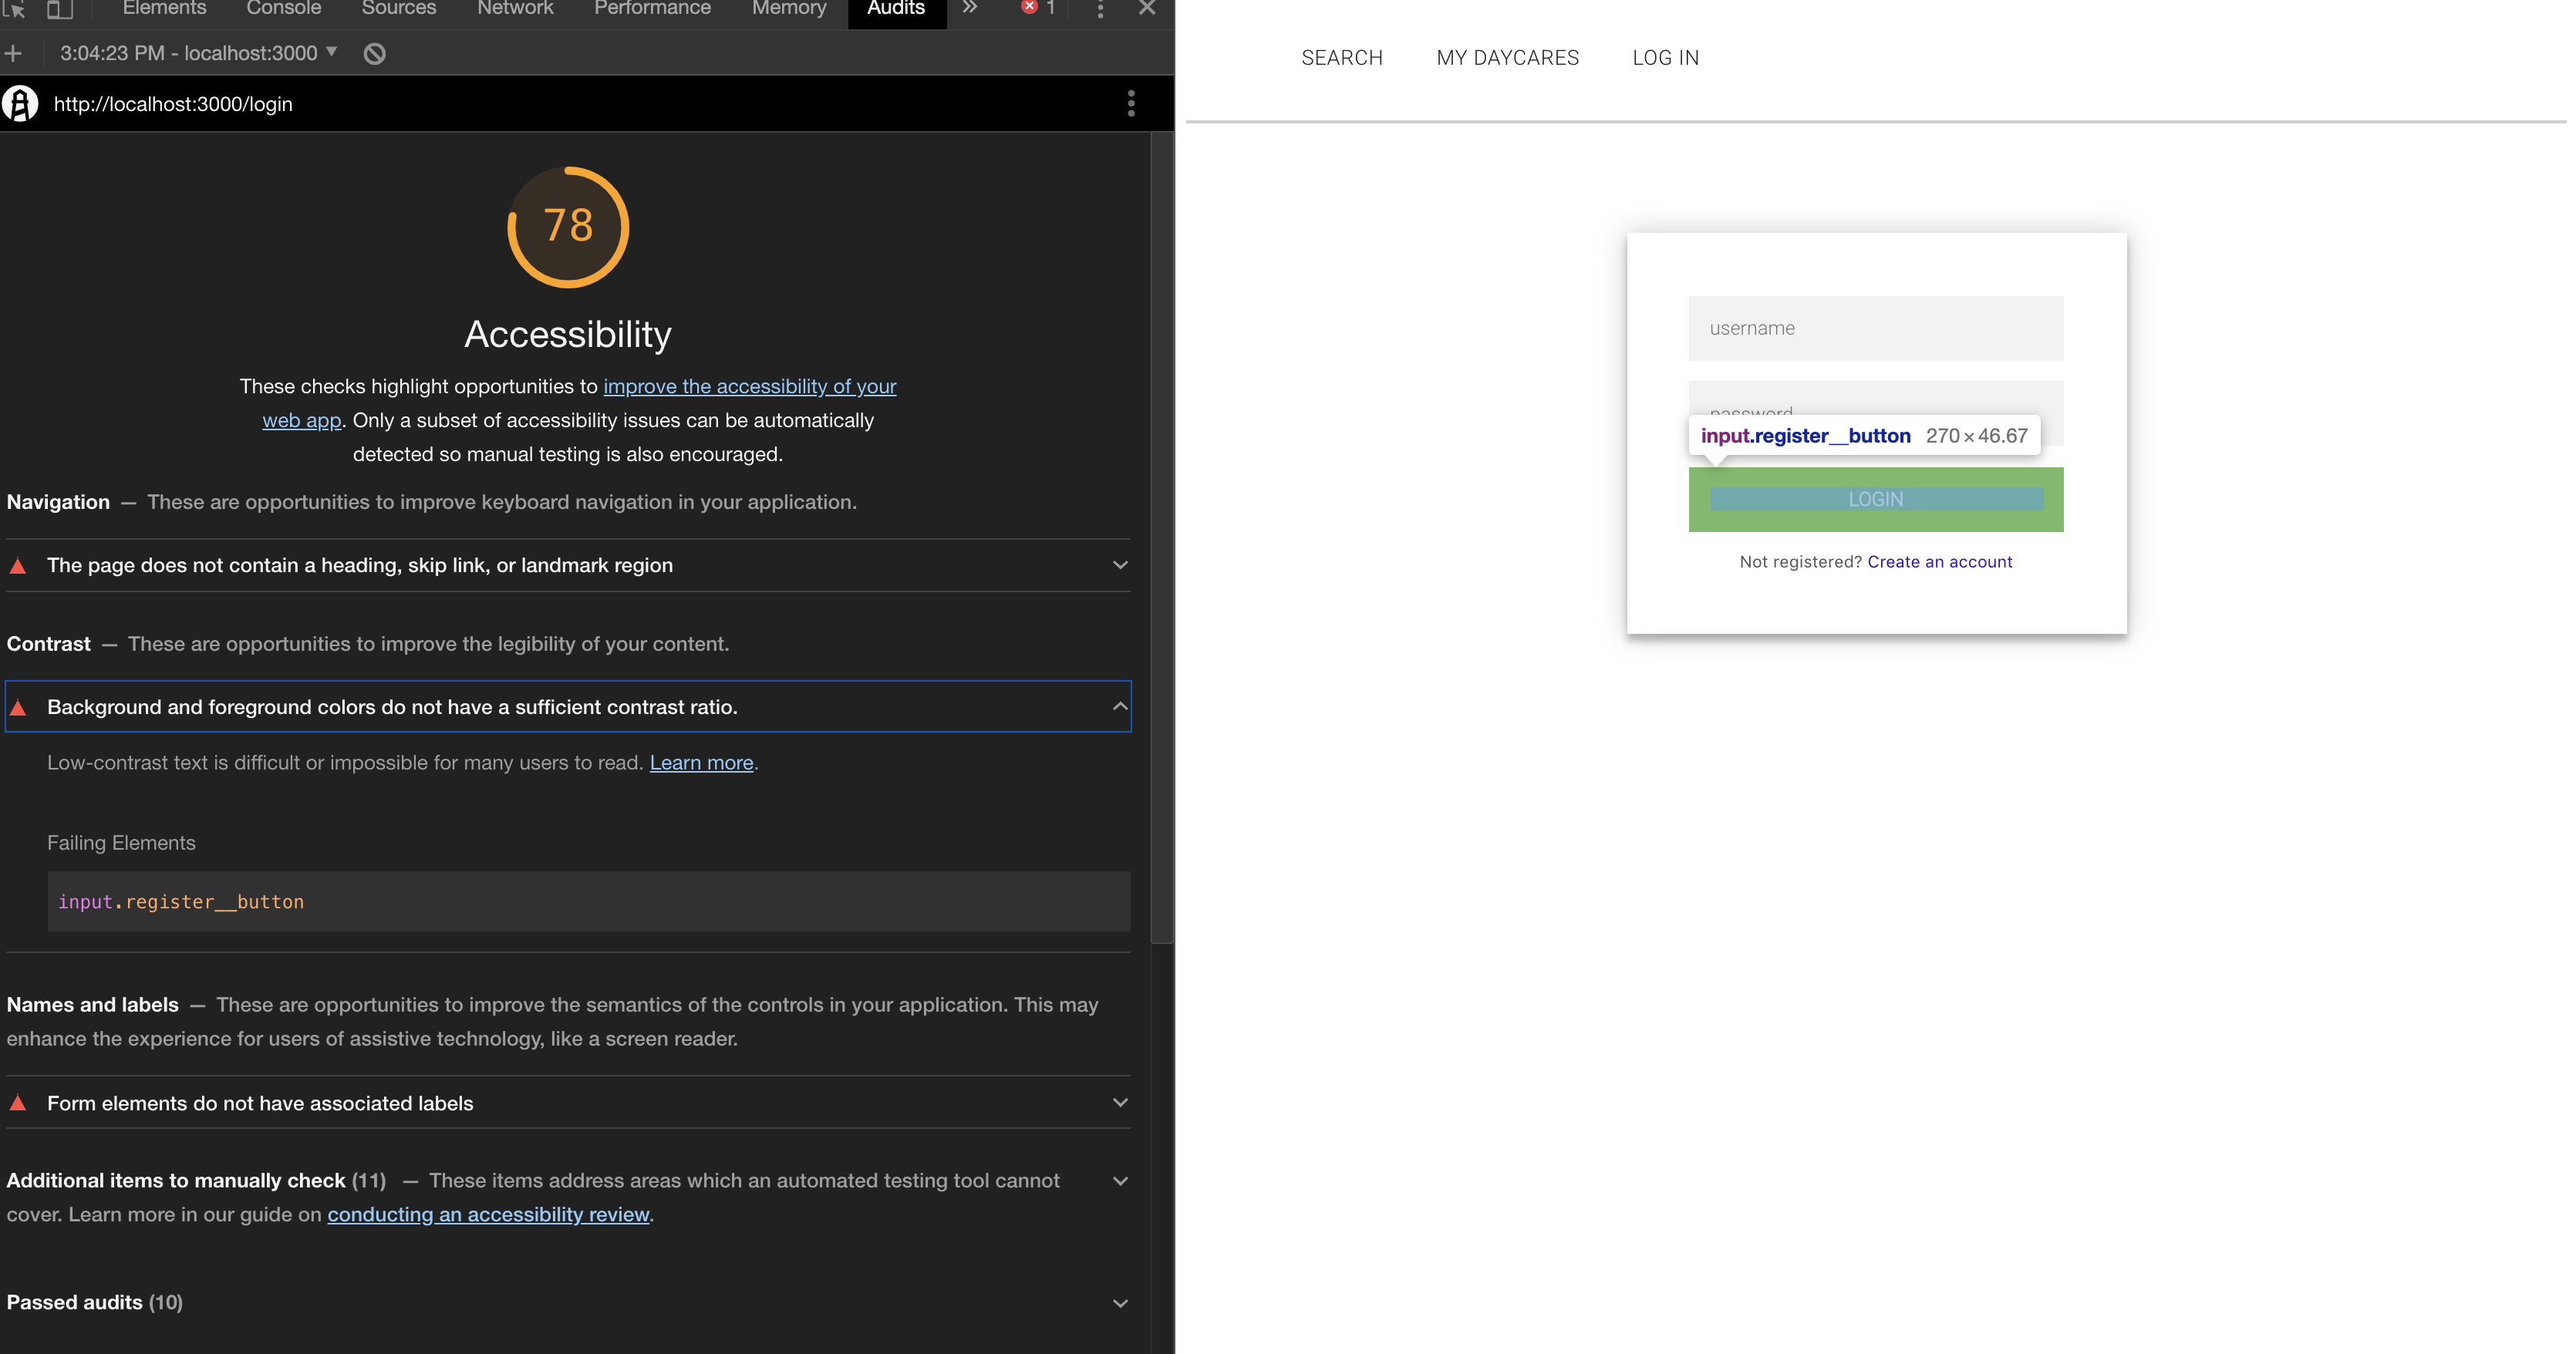 Elements Console Sources Network Performance Memory Audits » 1
3:04:23 PM - localhost:3000
http://localhost:3000/login
78
Accessibility
These checks highlight opportunities to improve the accessibility of your
web app. Only a subset of accessibility issues can be automatically
detected so manual testing is also encouraged.
Navigation — These are opportunities to improve keyboard navigation in your application.
The page does not contain a heading, skip link, or landmark region
Contrast — These are opportunities to improve the legibility of your content.
Background and foreground colors do not have a sufficient contrast ratio.
Low-contrast text is difficult or impossible for many users to read. Learn more.
Failing Elements
input.register__button
Names and labels — These are opportunities to improve the semantics of the controls in your application. This may
enhance the experience for users of assistive technology, like a screen reader.
Form elements do not have associated labels
Additional items to manually check (11) — These items address areas which an automated testing tool cannot
cover. Learn more in our guide on conducting an accessibility review.
Passed audits (10)
SEARCH MY DAYCARES LOG IN
username
password
input.register__button 270 × 46.67
LOGIN
Not registered? Create an account